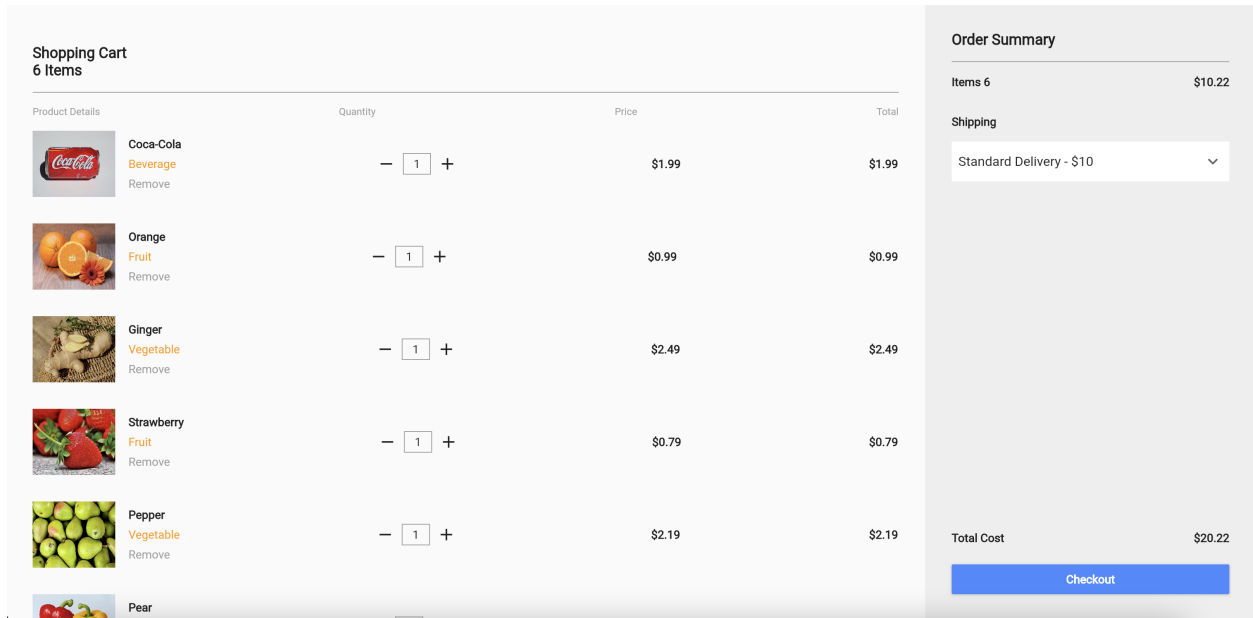 Shopping Cart
6 Items
Product Details Quantity Price Total
Coca-Cola
Beverage
Remove
Coca-Cola
1 $1.99 $1.99
Orange
Fruit
Remove
1 $0.99 $0.99
Ginger
Vegetable
Remove
1 $2.49 $2.49
Strawberry
Fruit
Remove
1 $0.79 $0.79
Pepper
Vegetable
Remove
1 $2.19 $2.19
Pear
Order Summary
Items 6 $10.22
Shipping
Standard Delivery - $10
Total Cost $20.22
Checkout